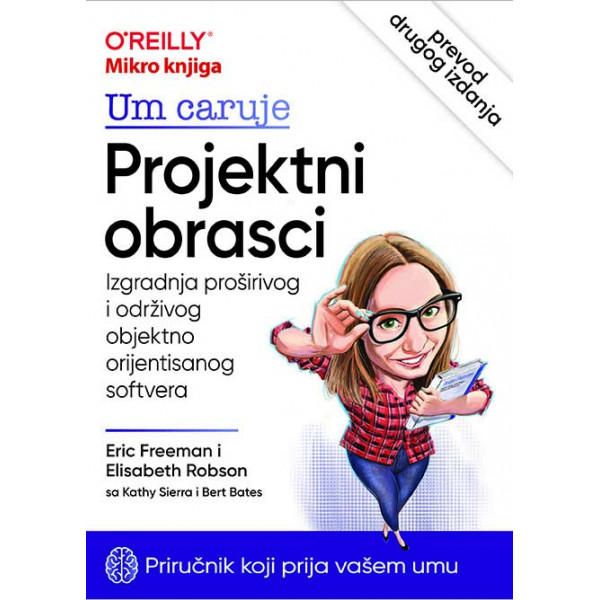 O'REILLY®
Mikro knjiga
prevod
drugog izdanja
Um caruje
Projektni
obrasci
Izgradnja proširivog
i održivog
objektno
orijentisanog
softvera
Eric Freeman i
Elisabeth Robson
sa Kathy Sierra i Bert Bates
Priručnik koji prija vašem umu